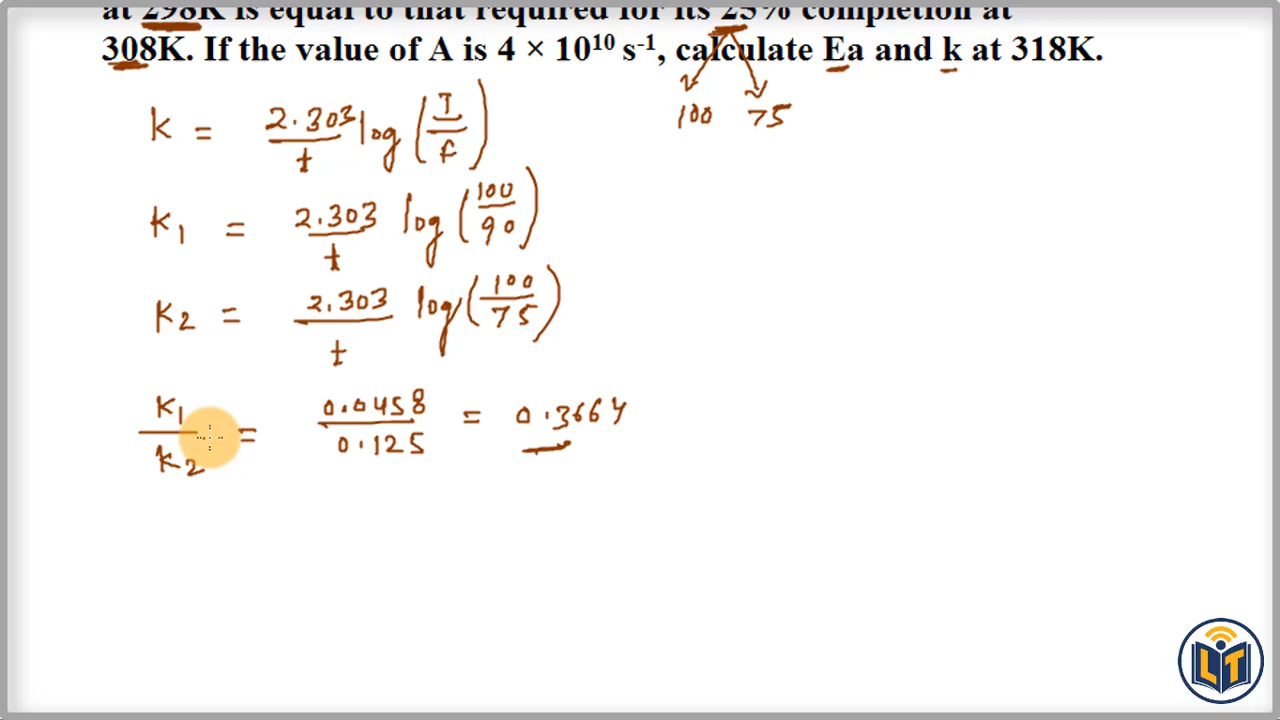 at 298K is equal to that required for its 25% completion at
308K. If the value of A is 4 × 10¹⁰ s⁻¹, calculate Ea and k at 318K.
100 75
k = 2.303/t log (I/F)
K₁ = 2.303/t log (100/90)
K₂ = 2.303/t log (100/75)
K₁/K₂ = 0.0458/0.125 = 0.3664
LT